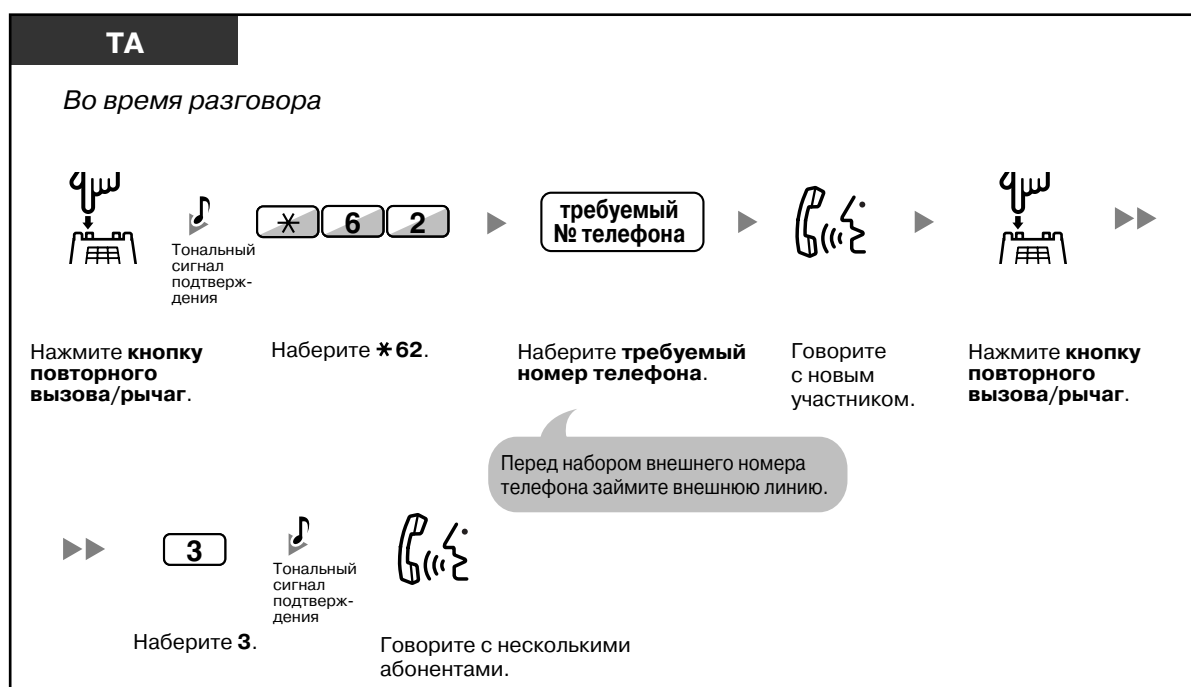 ТА
Во время разговора
Тональный
сигнал
подтверж-
дения
✳ 6 2
требуемый
№ телефона
Нажмите кнопку
повторного
вызова/рычаг.
Наберите ✳62.
Наберите требуемый
номер телефона.
Говорите
с новым
участником.
Нажмите кнопку
повторного
вызова/рычаг.
Перед набором внешнего номера
телефона займите внешнюю линию.
3
Тональный
сигнал
подтверж-
дения
Наберите 3.
Говорите с несколькими
абонентами.